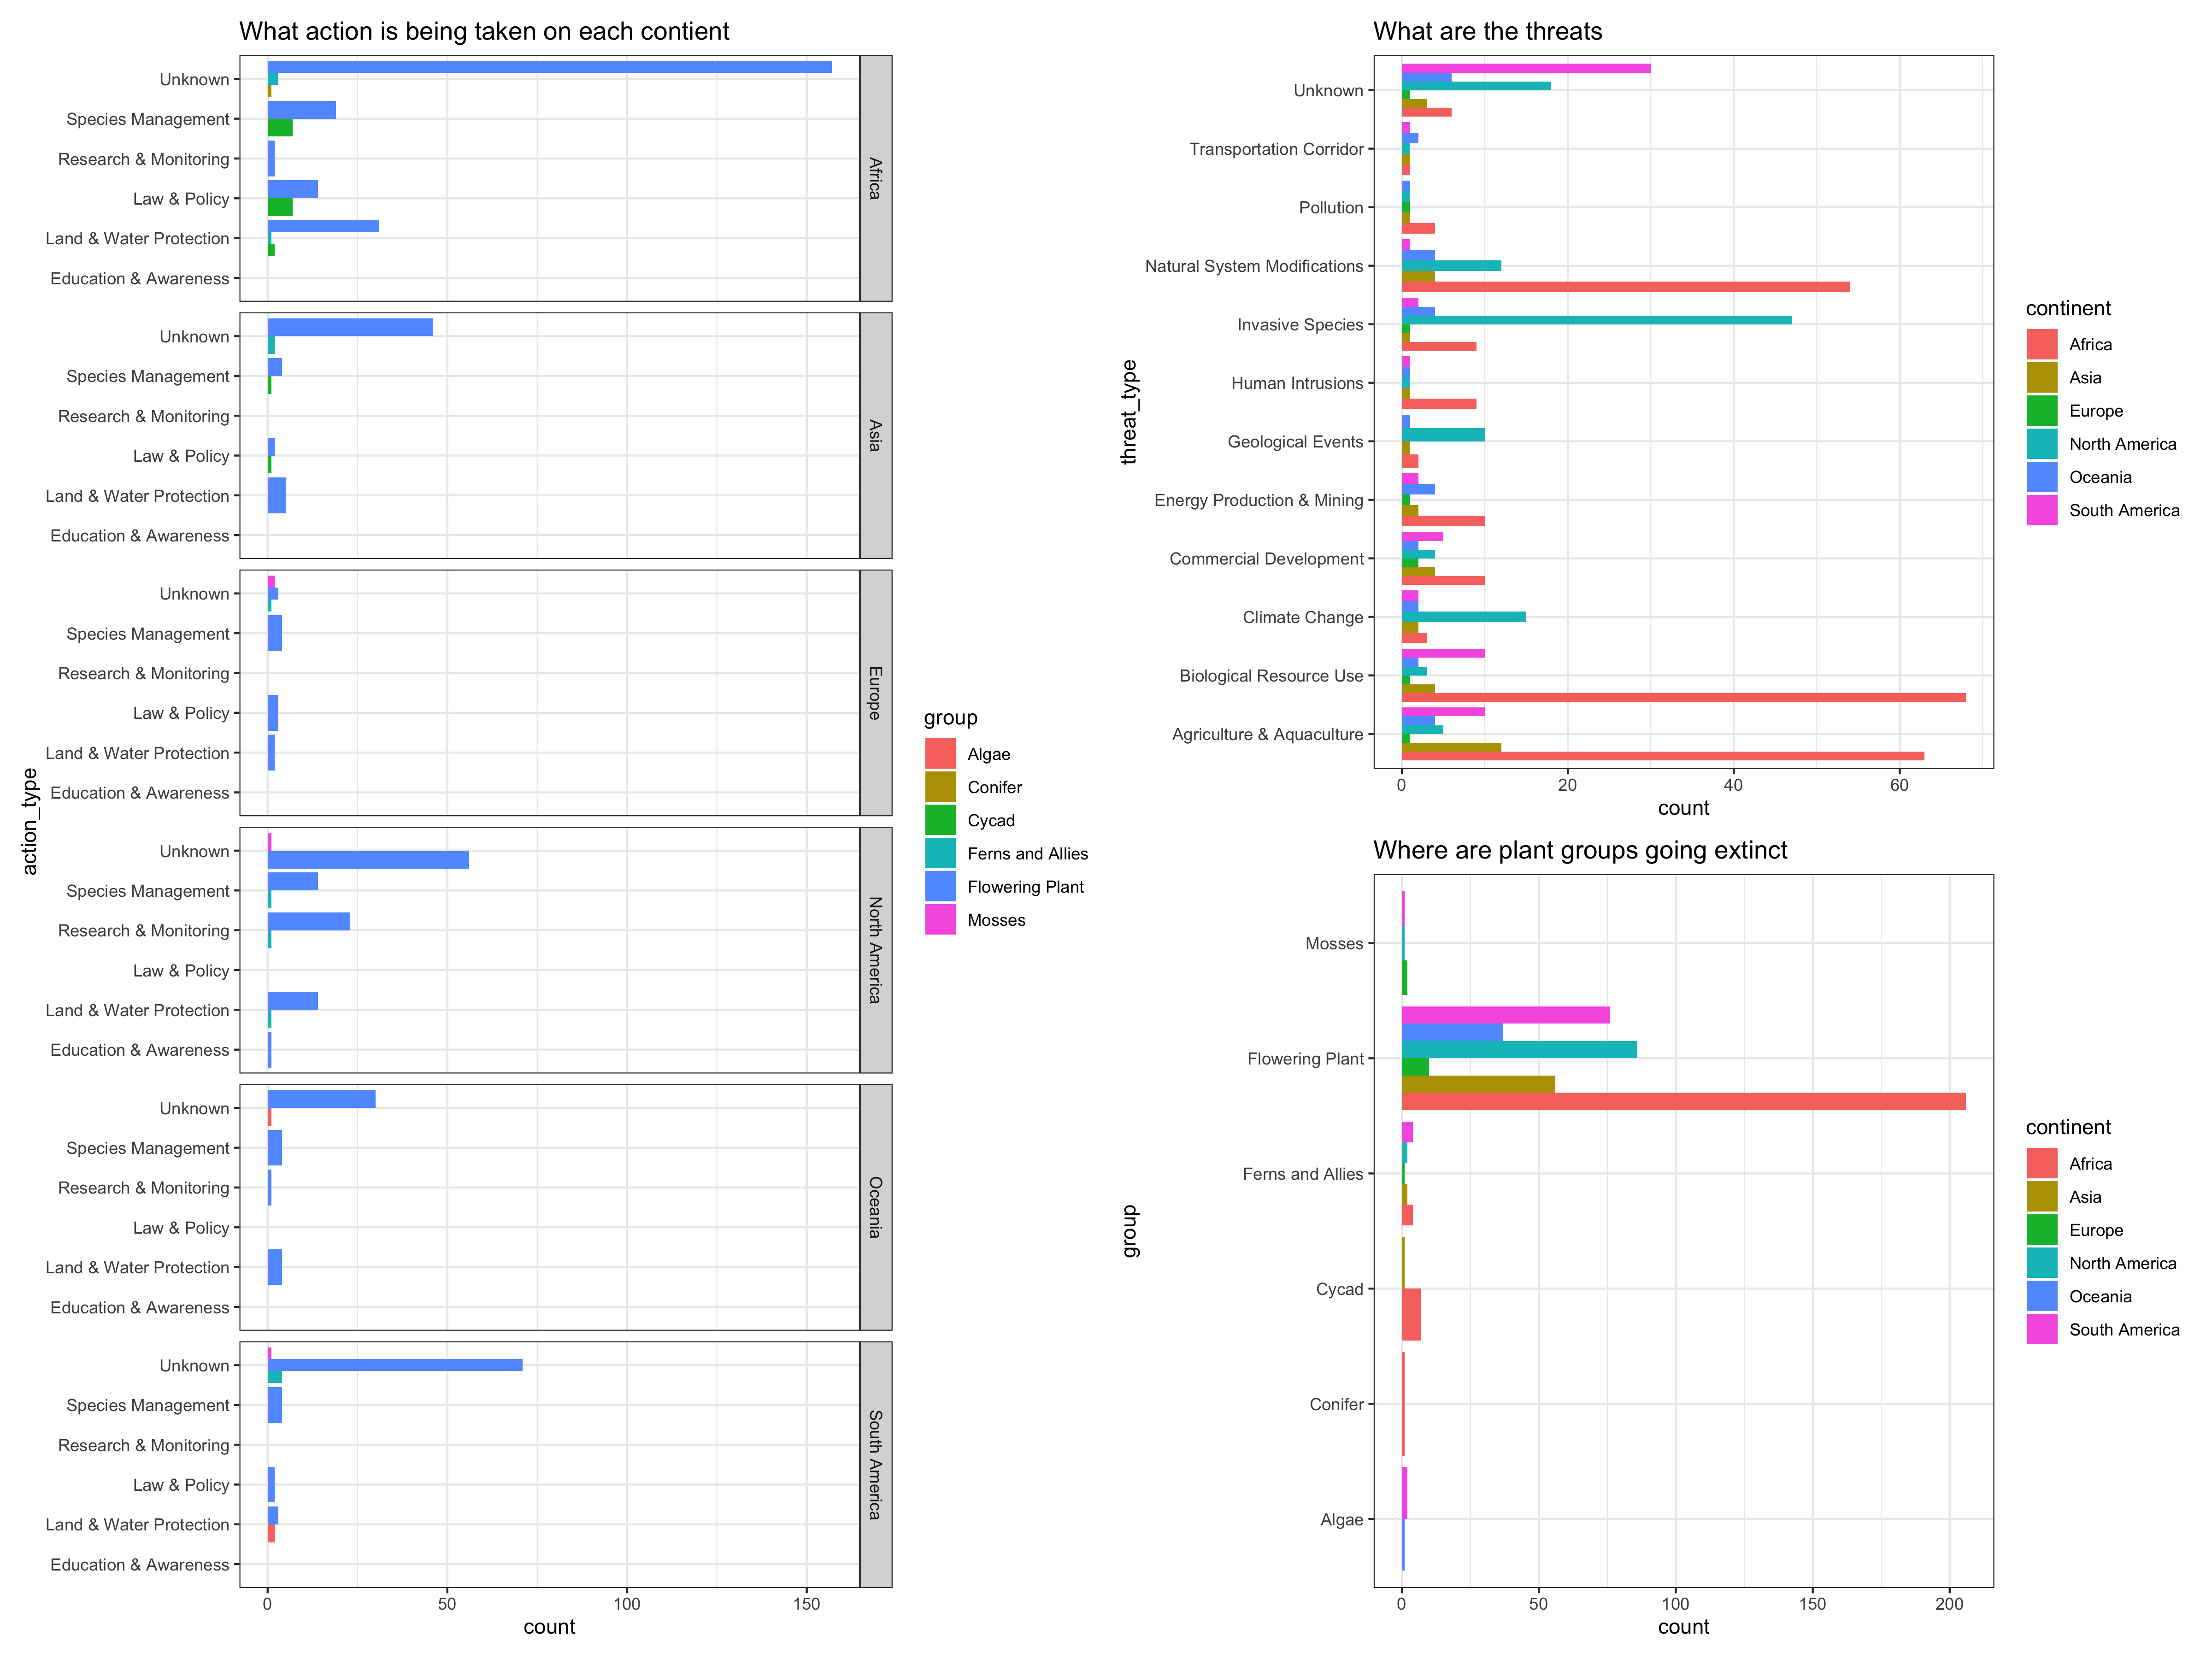 What action is being taken on each contient
action_type
Unknown
Species Management
Research & Monitoring
Law & Policy
Land & Water Protection
Education & Awareness
Africa
Unknown
Species Management
Research & Monitoring
Law & Policy
Land & Water Protection
Education & Awareness
Asia
Unknown
Species Management
Research & Monitoring
Law & Policy
Land & Water Protection
Education & Awareness
Europe
Unknown
Species Management
Research & Monitoring
Law & Policy
Land & Water Protection
Education & Awareness
North America
Unknown
Species Management
Research & Monitoring
Law & Policy
Land & Water Protection
Education & Awareness
Oceania
Unknown
Species Management
Research & Monitoring
Law & Policy
Land & Water Protection
Education & Awareness
South America
0 50 100 150
count
group
Algae
Conifer
Cycad
Ferns and Allies
Flowering Plant
Mosses
What are the threats
threat_type
Unknown
Transportation Corridor
Pollution
Natural System Modifications
Invasive Species
Human Intrusions
Geological Events
Energy Production & Mining
Commercial Development
Climate Change
Biological Resource Use
Agriculture & Aquaculture
0 20 40 60
count
continent
Africa
Asia
Europe
North America
Oceania
South America
Where are plant groups going extinct
group
Mosses
Flowering Plant
Ferns and Allies
Cycad
Conifer
Algae
0 50 100 150 200
count
continent
Africa
Asia
Europe
North America
Oceania
South America